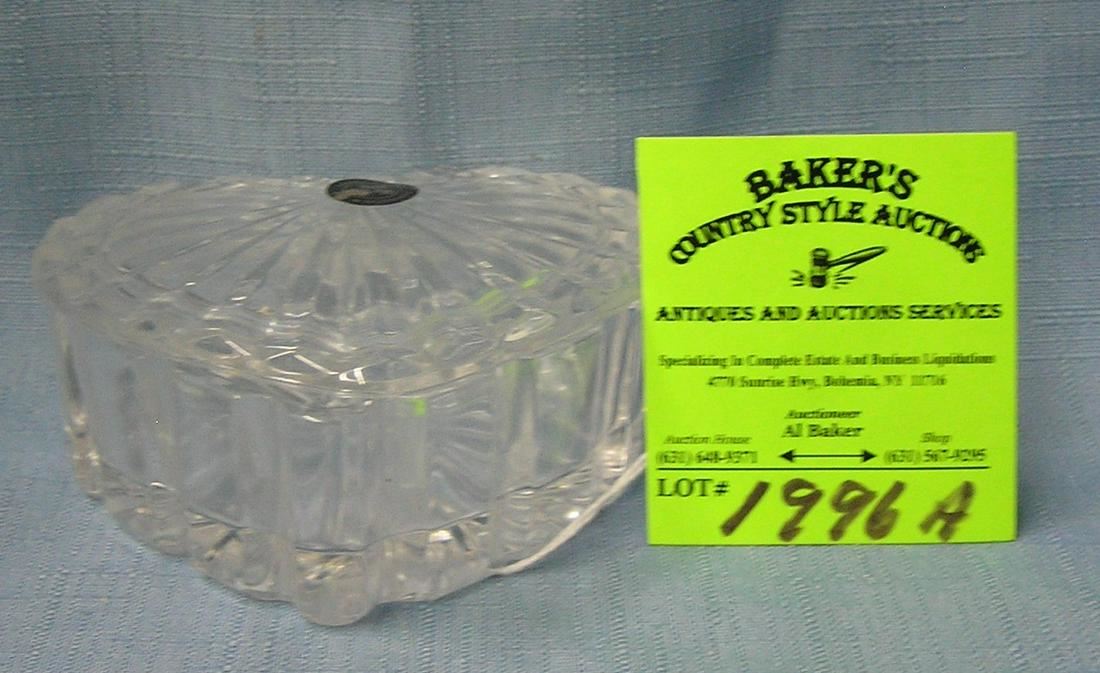 BAKER'S
COUNTRY STYLE AUCTIONS
ANTIQUES AND AUCTIONS SERVICES
Specializing In Complete Estate And Business Liquidations
4770 Sunrise Hwy, Bohemia, NY 11716
Auctioneer
Al Baker
Auction House Shop
(631) 648-9371 (631) 567-9295
LOT# 1996 A